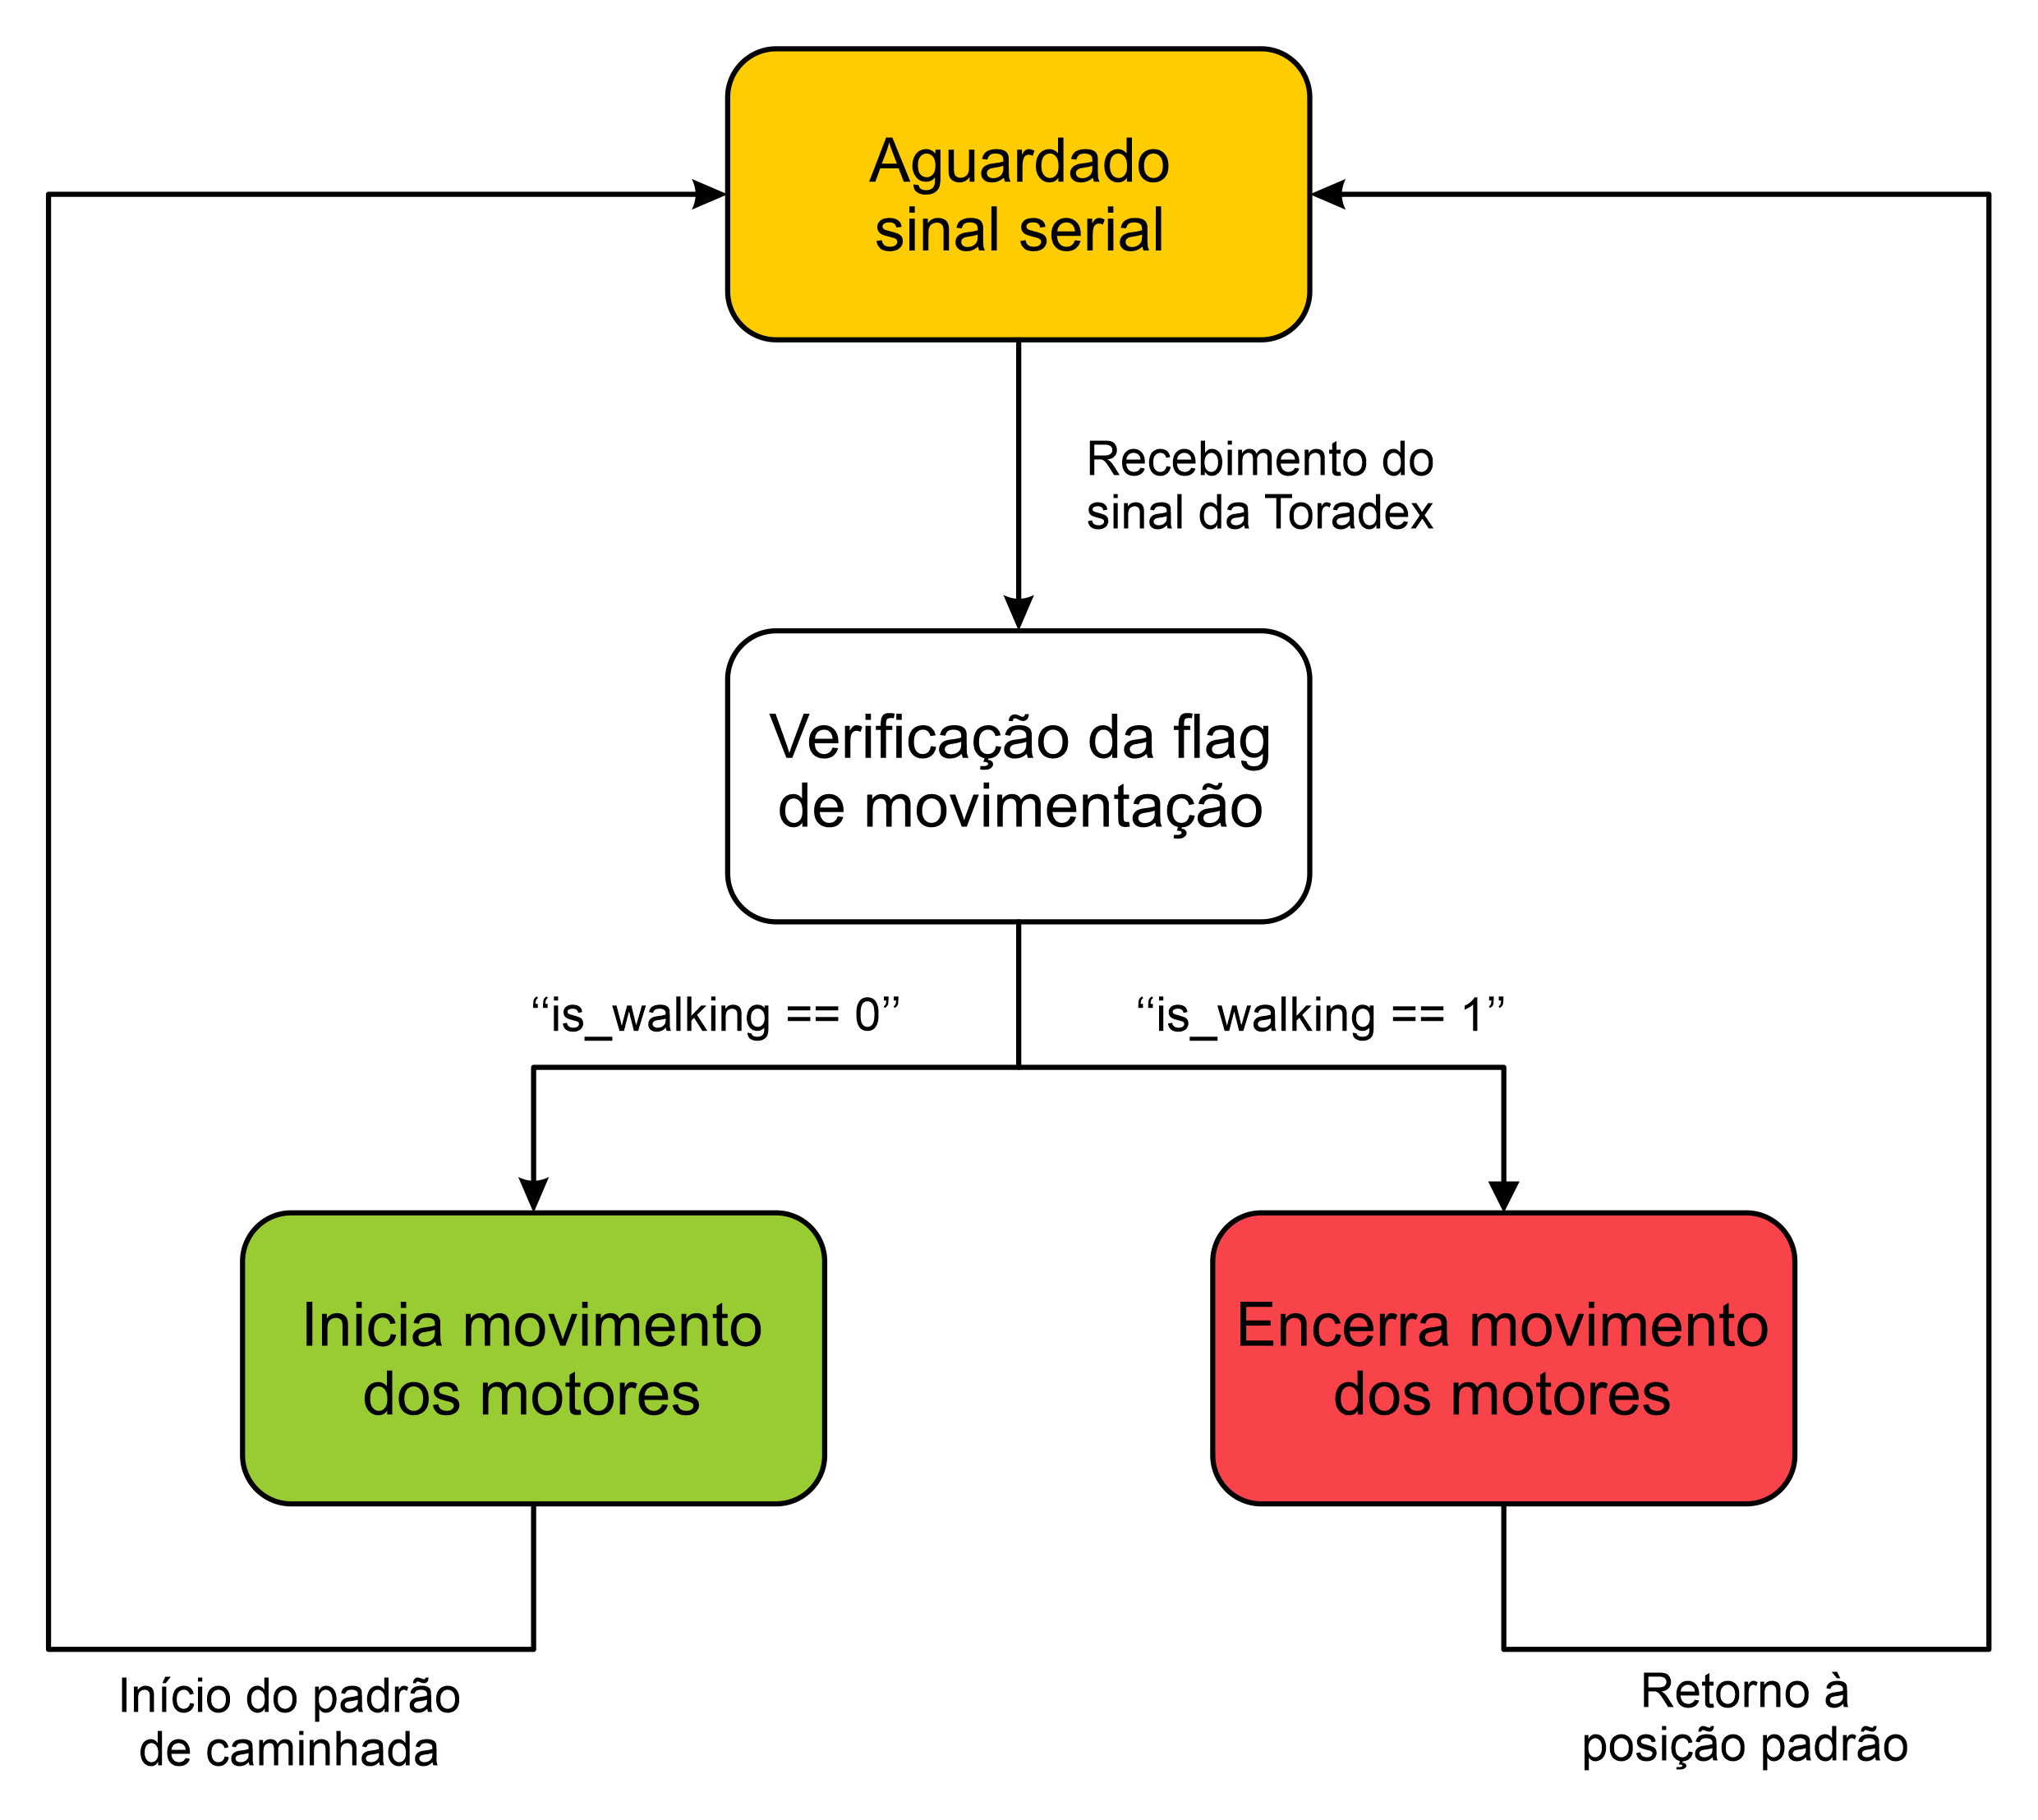 Aguardado
sinal serial
Recebimento do
sinal da Toradex
Verificação da flag
de movimentação
‘‘is_walking == 0’’
‘‘is_walking == 1’’
Inicia movimento
dos motores
Encerra movimento
dos motores
Início do padrão
de caminhada
Retorno à
posição padrão